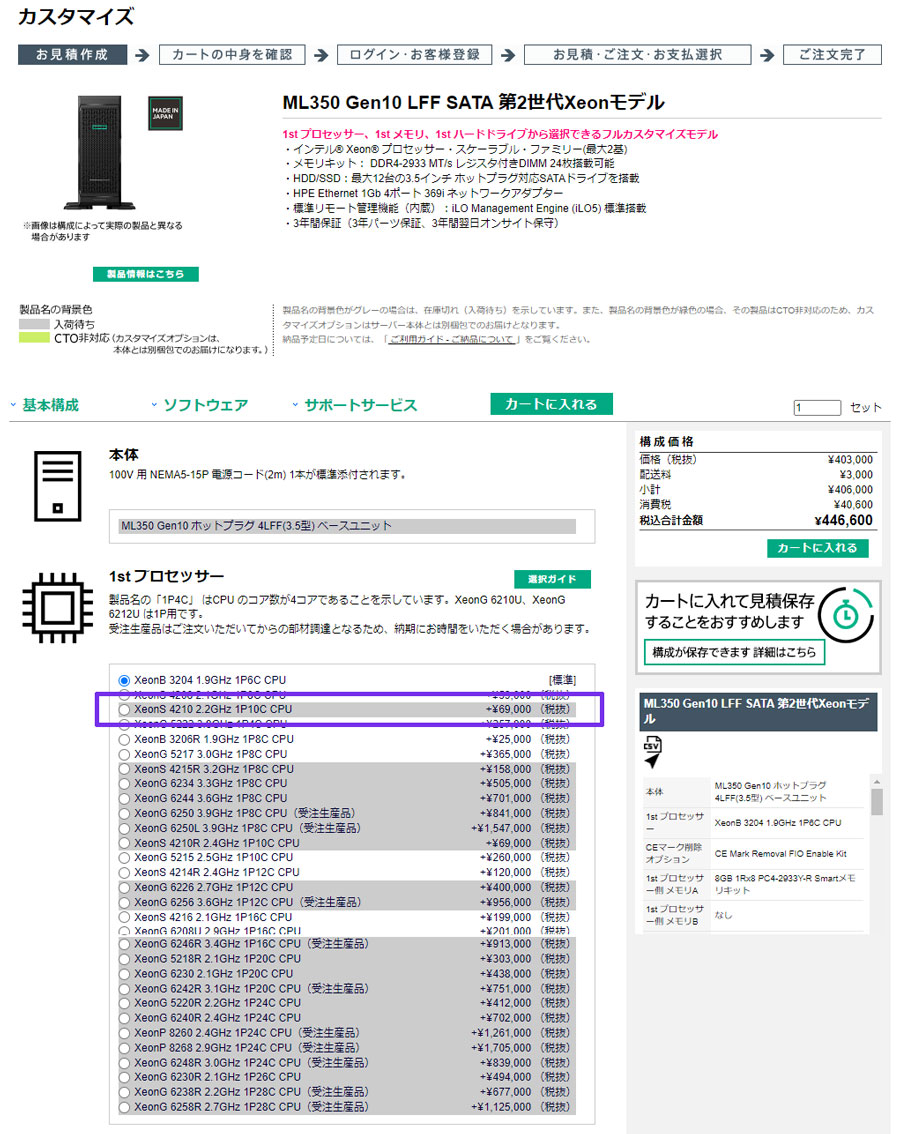 カスタマイズ
お見積作成
カートの中身を確認
ログイン・お客様登録
お見積・ご注文・お支払選択
ご注文完了
MADE IN
JAPAN
※画像は構成によって実際の製品と異なる
場合があります
製品情報はこちら
ML350 Gen10 LFF SATA 第2世代Xeonモデル
1st プロセッサー、1st メモリ、1st ハードドライブから選択できるフルカスタマイズモデル
・インテル® Xeon® プロセッサー・スケーラブル・ファミリー(最大2基)
・メモリキット： DDR4-2933 MT/s レジスタ付きDIMM 24枚搭載可能
・HDD/SSD：最大12台の3.5インチ ホットプラグ対応SATAドライブを搭載
・HPE Ethernet 1Gb 4ポート 369i ネットワークアダプター
・標準リモート管理機能（内蔵）：iLO Management Engine (iLO5) 標準搭載
・3年間保証（3年パーツ保証、3年間翌日オンサイト保守）
製品名の背景色
入荷待ち
CTO非対応 (カスタマイズオプションは、
本体とは別梱包でのお届けになります。)
製品名の背景色がグレーの場合は、在庫切れ（入荷待ち）を示しています。また、製品名の背景色が緑色の場合、その製品はCTO非対応のため、カス
タマイズオプションはサーバー本体とは別梱包でのお届けとなります。
納品予定日については、「 ご利用ガイド - ご納品について 」をご覧ください。
基本構成
ソフトウェア
サポートサービス
カートに入れる
1 セット
本体
100V 用 NEMA5-15P 電源コード(2m) 1本が標準添付されます。
ML350 Gen10 ホットプラグ 4LFF(3.5型) ベースユニット
1st プロセッサー
選択ガイド
製品名の「1P4C」 はCPU のコア数が4コアであることを示しています。XeonG 6210U、XeonG
6212U は1P用です。
受注生産品はご注文いただいてからの部材調達となるため、納期にお時間をいただく場合があります。
XeonB 3204 1.9GHz 1P6C CPU [標準]
XeonS 4208 2.1GHz 1P8C CPU +¥39,000 （税抜）
XeonS 4210 2.2GHz 1P10C CPU +¥69,000 （税抜）
XeonG 5222 3.8GHz 1P4C CPU +¥257,000 （税抜）
XeonB 3206R 1.9GHz 1P8C CPU +¥25,000 （税抜）
XeonG 5217 3.0GHz 1P8C CPU +¥365,000 （税抜）
XeonS 4215R 3.2GHz 1P8C CPU +¥158,000 （税抜）
XeonG 6234 3.3GHz 1P8C CPU +¥505,000 （税抜）
XeonG 6244 3.6GHz 1P8C CPU +¥701,000 （税抜）
XeonG 6250 3.9GHz 1P8C CPU（受注生産品） +¥841,000 （税抜）
XeonG 6250L 3.9GHz 1P8C CPU（受注生産品） +¥1,547,000 （税抜）
XeonS 4210R 2.4GHz 1P10C CPU +¥69,000 （税抜）
XeonG 5215 2.5GHz 1P10C CPU +¥260,000 （税抜）
XeonS 4214R 2.4GHz 1P12C CPU +¥120,000 （税抜）
XeonG 6226 2.7GHz 1P12C CPU +¥400,000 （税抜）
XeonG 6256 3.6GHz 1P12C CPU（受注生産品） +¥956,000 （税抜）
XeonS 4216 2.1GHz 1P16C CPU +¥199,000 （税抜）
XeonG 6208U 2.9GHz 1P16C CPU +¥201,000 （税抜）
XeonG 6246R 3.4GHz 1P16C CPU（受注生産品） +¥913,000 （税抜）
XeonG 5218R 2.1GHz 1P20C CPU +¥303,000 （税抜）
XeonG 6230 2.1GHz 1P20C CPU +¥438,000 （税抜）
XeonG 6242R 3.1GHz 1P20C CPU（受注生産品） +¥751,000 （税抜）
XeonG 5220R 2.2GHz 1P24C CPU +¥412,000 （税抜）
XeonG 6240R 2.4GHz 1P24C CPU +¥702,000 （税抜）
XeonP 8260 2.4GHz 1P24C CPU（受注生産品） +¥1,261,000 （税抜）
XeonP 8268 2.9GHz 1P24C CPU（受注生産品） +¥1,705,000 （税抜）
XeonG 6248R 3.0GHz 1P24C CPU（受注生産品） +¥839,000 （税抜）
XeonG 6230R 2.1GHz 1P26C CPU +¥494,000 （税抜）
XeonG 6238R 2.2GHz 1P28C CPU（受注生産品） +¥677,000 （税抜）
XeonG 6258R 2.7GHz 1P28C CPU（受注生産品） +¥1,125,000 （税抜）
構成価格
価格（税抜） ¥403,000
配送料 ¥3,000
小計 ¥406,000
消費税 ¥40,600
税込合計金額 ¥446,600
カートに入れる
カートに入れて見積保存
することをおすすめします
構成が保存できます 詳細はこちら
ML350 Gen10 LFF SATA 第2世代Xeonモデ
ル
CSV
本体 ML350 Gen10 ホットプラグ
4LFF(3.5型) ベースユニット
1st プロセッサ
ー XeonB 3204 1.9GHz 1P6C CPU
CEマーク削除
オプション CE Mark Removal FIO Enable Kit
1st プロセッサ
ー側 メモリA 8GB 1Rx8 PC4-2933Y-R Smartメモ
リキット
1st プロセッサ
ー側 メモリB なし